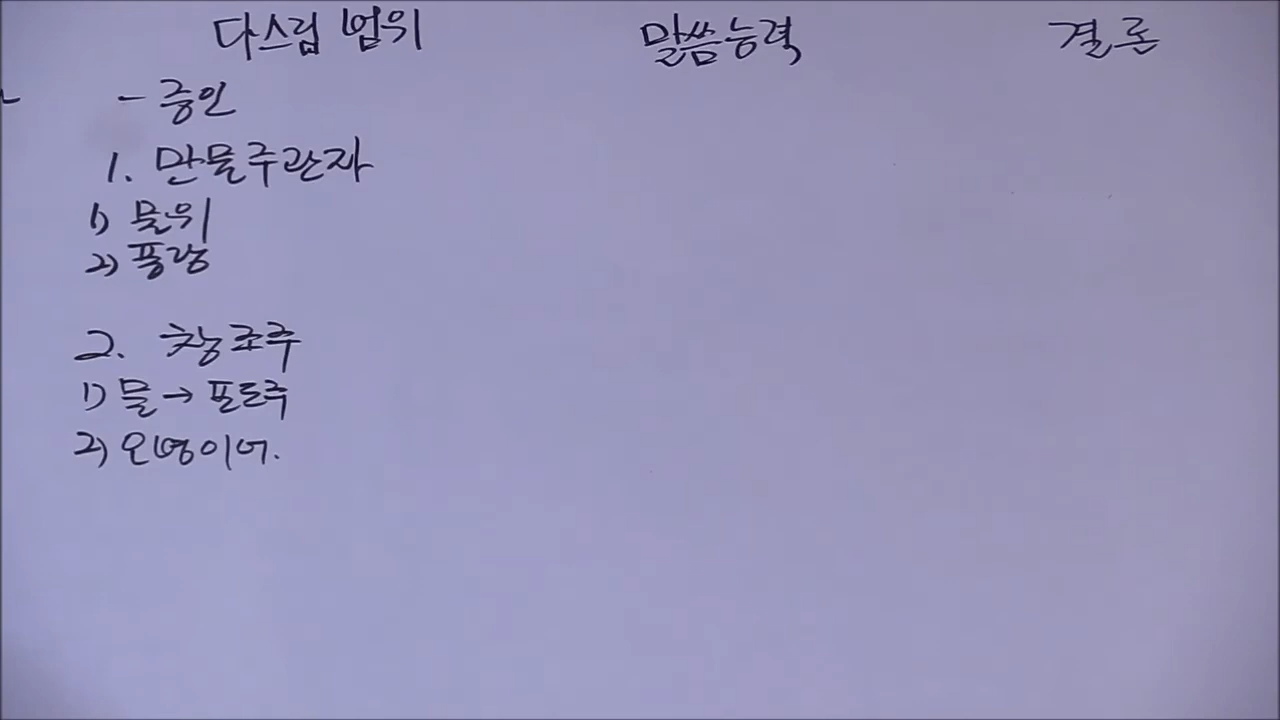 다스림 범위
말씀능력
결론
- 증인
1. 만물주관자
1) 물위
2) 풍랑
2. 창조주
1) 물 → 포도주
2) 오병이어.